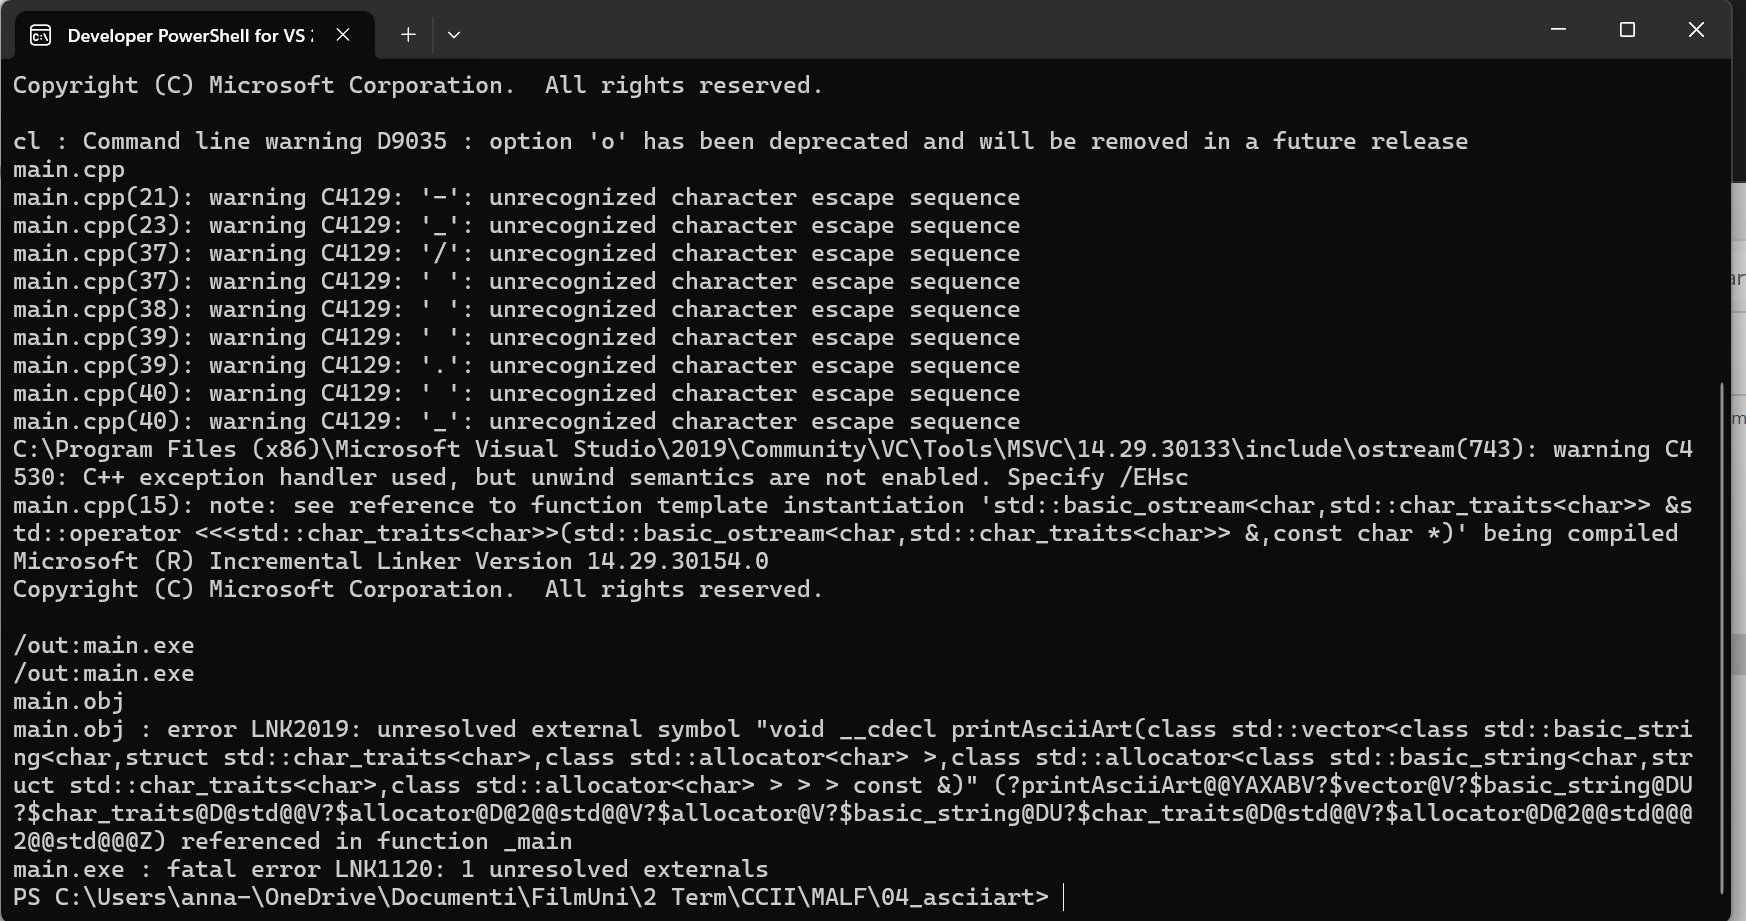 Developer PowerShell for VS
Copyright (C) Microsoft Corporation.  All rights reserved.
cl : Command line warning D9035 : option 'o' has been deprecated and will be removed in a future release
main.cpp
main.cpp(21): warning C4129: '-': unrecognized character escape sequence
main.cpp(23): warning C4129: '_': unrecognized character escape sequence
main.cpp(37): warning C4129: '/': unrecognized character escape sequence
main.cpp(37): warning C4129: ' ': unrecognized character escape sequence
main.cpp(38): warning C4129: ' ': unrecognized character escape sequence
main.cpp(39): warning C4129: ' ': unrecognized character escape sequence
main.cpp(39): warning C4129: '.': unrecognized character escape sequence
main.cpp(40): warning C4129: ' ': unrecognized character escape sequence
main.cpp(40): warning C4129: '_': unrecognized character escape sequence
C:\Program Files (x86)\Microsoft Visual Studio\2019\Community\VC\Tools\MSVC\14.29.30133\include\ostream(743): warning C4
530: C++ exception handler used, but unwind semantics are not enabled. Specify /EHsc
main.cpp(15): note: see reference to function template instantiation 'std::basic_ostream<char,std::char_traits<char>> &s
td::operator <<<std::char_traits<char>>(std::basic_ostream<char,std::char_traits<char>> &,const char *)' being compiled
Microsoft (R) Incremental Linker Version 14.29.30154.0
Copyright (C) Microsoft Corporation.  All rights reserved.
/out:main.exe
/out:main.exe
main.obj
main.obj : error LNK2019: unresolved external symbol "void __cdecl printAsciiArt(class std::vector<class std::basic_stri
ng<char,struct std::char_traits<char>,class std::allocator<char> >,class std::allocator<class std::basic_string<char,str
uct std::char_traits<char>,class std::allocator<char> > > > const &)" (?printAsciiArt@@YAXABV?$vector@V?$basic_string@DU
?$char_traits@D@std@@V?$allocator@D@2@@std@@V?$allocator@V?$basic_string@DU?$char_traits@D@std@@V?$allocator@D@2@@std@@@
2@@std@@@Z) referenced in function _main
main.exe : fatal error LNK1120: 1 unresolved externals
PS C:\Users\anna-\OneDrive\Documenti\FilmUni\2 Term\CCII\MALF\04_asciiart>